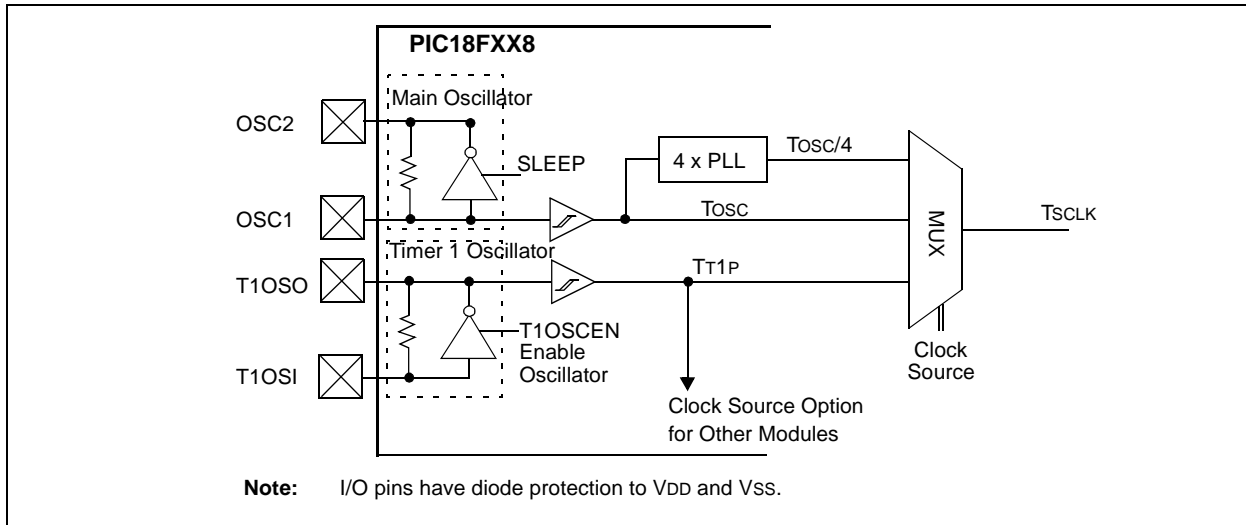 PIC18FXX8
Main Oscillator
OSC2
SLEEP
4 x PLL
TOSC/4
OSC1
TOSC
MUX
TSCLK
Timer 1 Oscillator
T1OSO
TT1P
T1OSCEN
Enable
Oscillator
T1OSI
Clock
Source
Clock Source Option
for Other Modules
Note: I/O pins have diode protection to VDD and VSS.